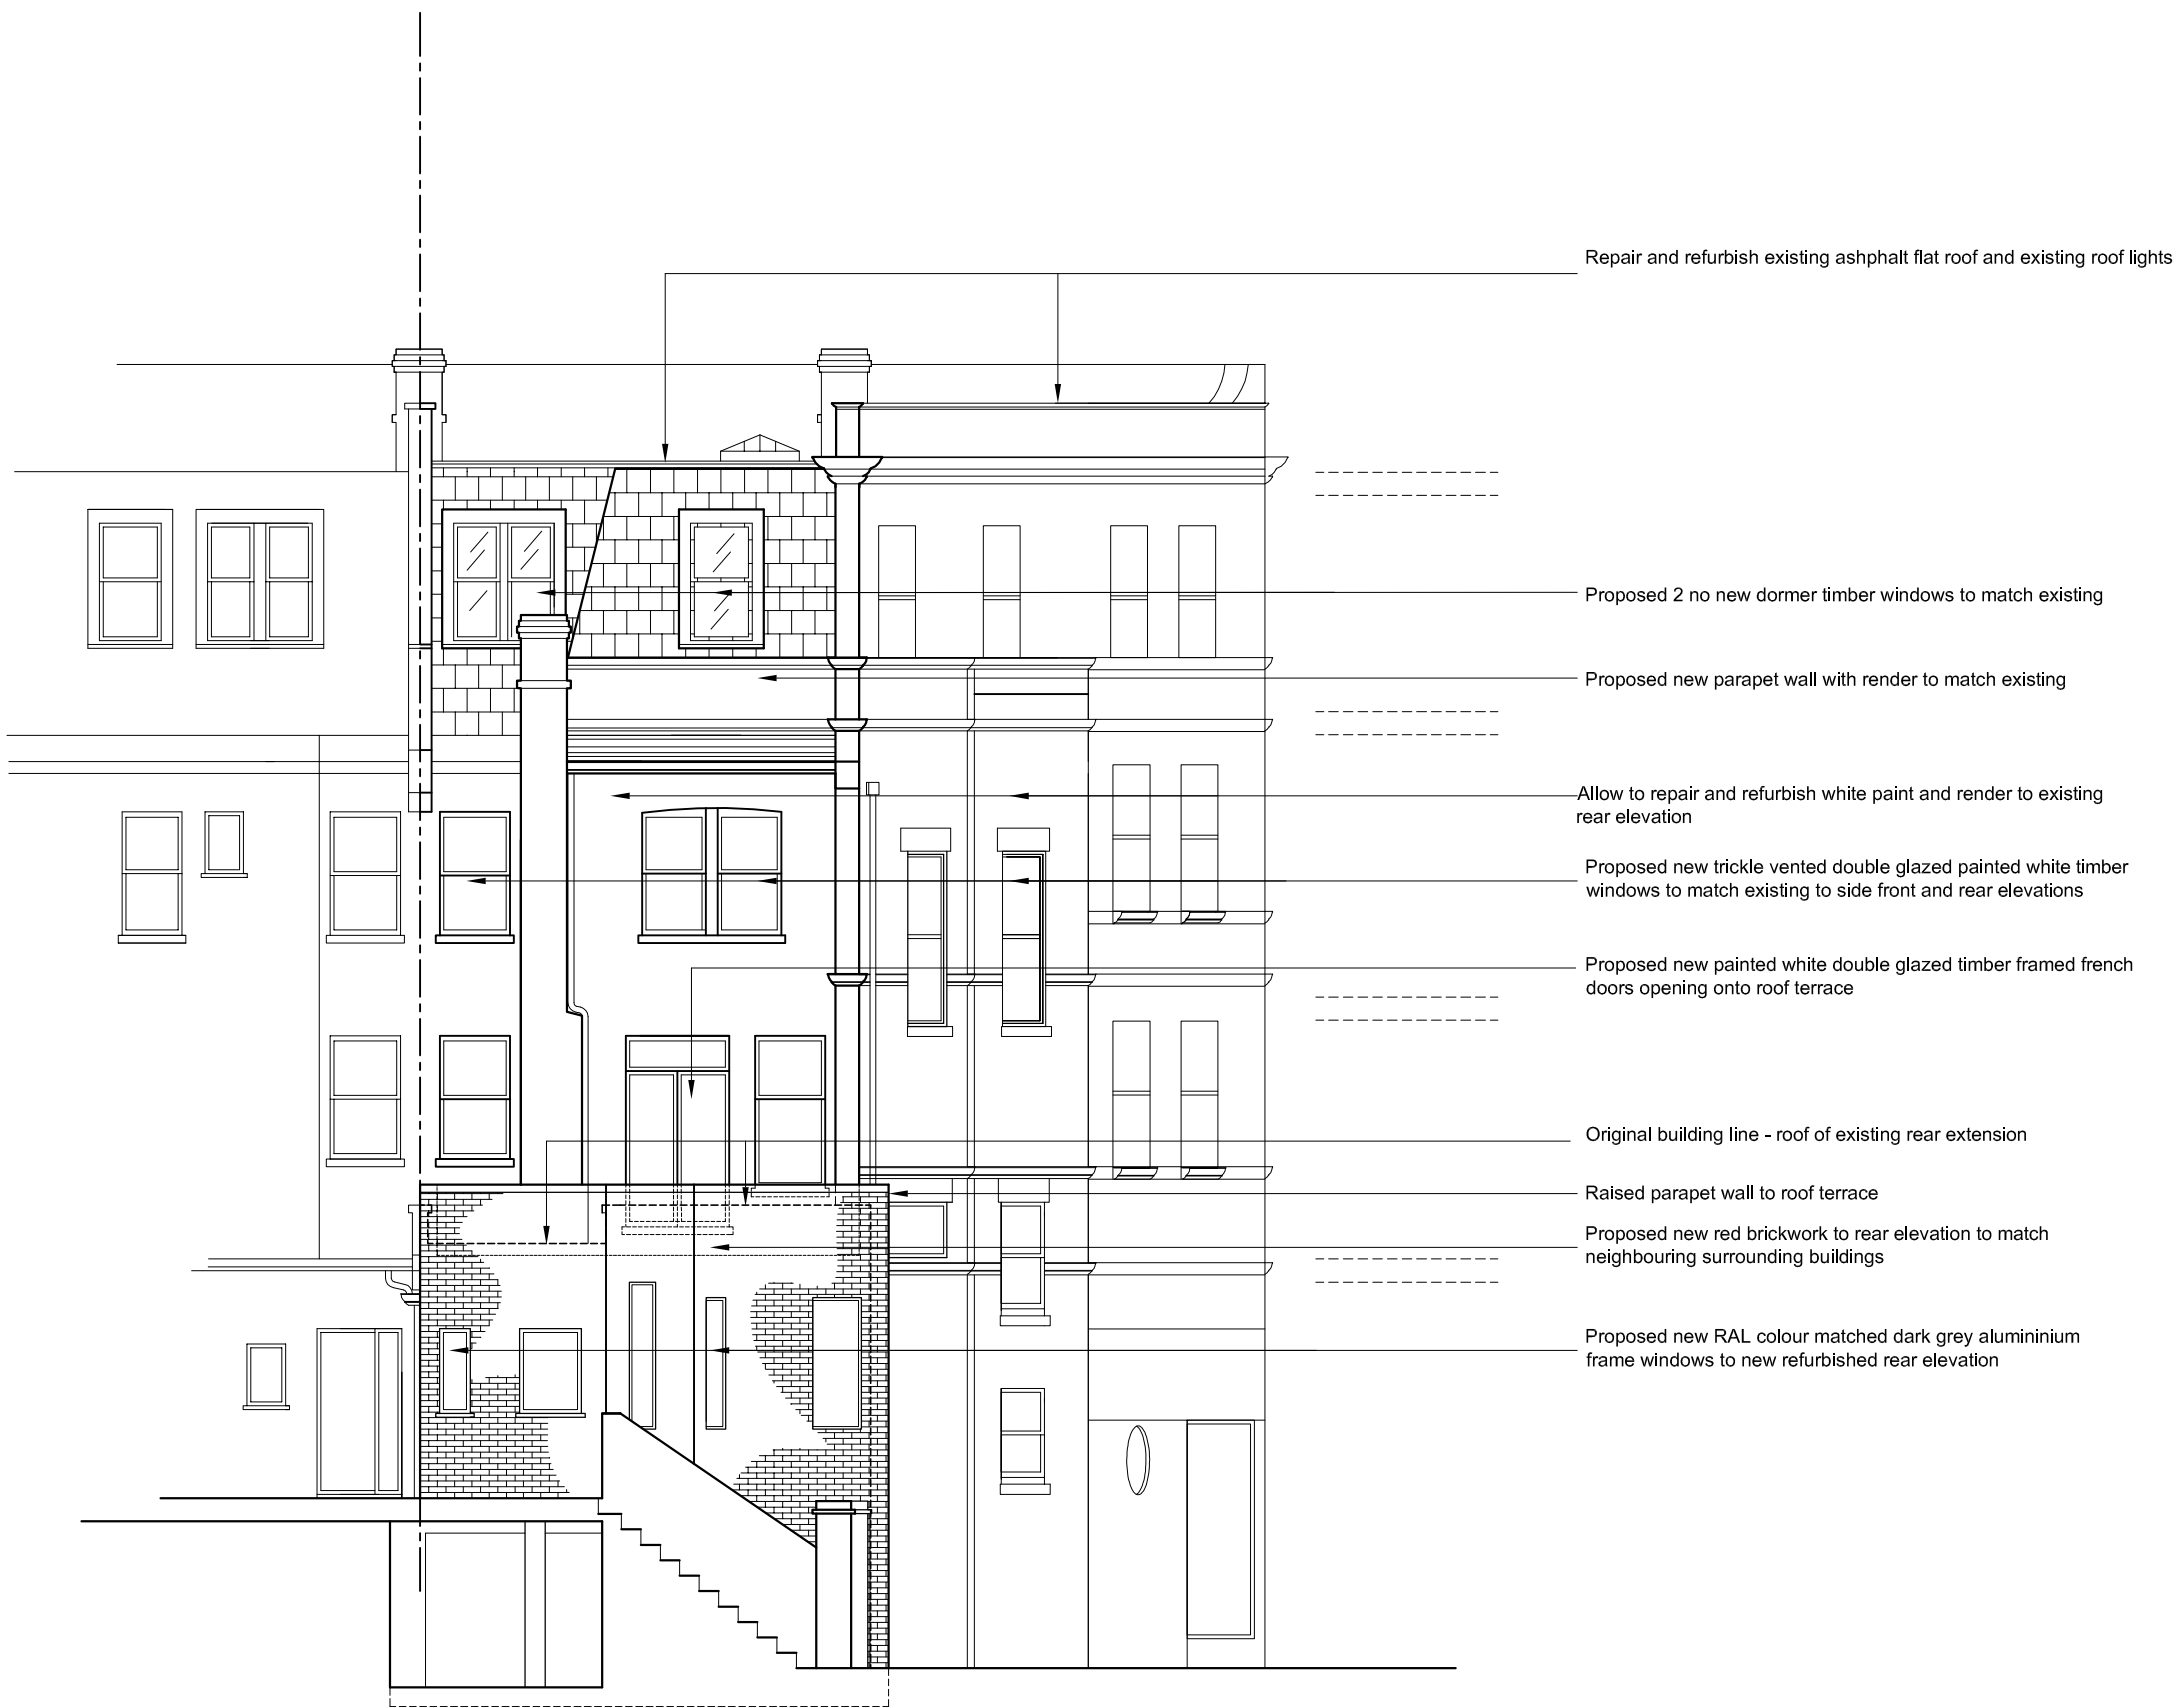 Repair and refurbish existing ashphalt flat roof and existing roof lights
Proposed 2 no new dormer timber windows to match existing
Proposed new parapet wall with render to match existing
Allow to repair and refurbish white paint and render to existing
rear elevation
Proposed new trickle vented double glazed painted white timber
windows to match existing to side front and rear elevations
Proposed new painted white double glazed timber framed french
doors opening onto roof terrace
Original building line - roof of existing rear extension
Raised parapet wall to roof terrace
Proposed new red brickwork to rear elevation to match
neighbouring surrounding buildings
Proposed new RAL colour matched dark grey alumininium
frame windows to new refurbished rear elevation